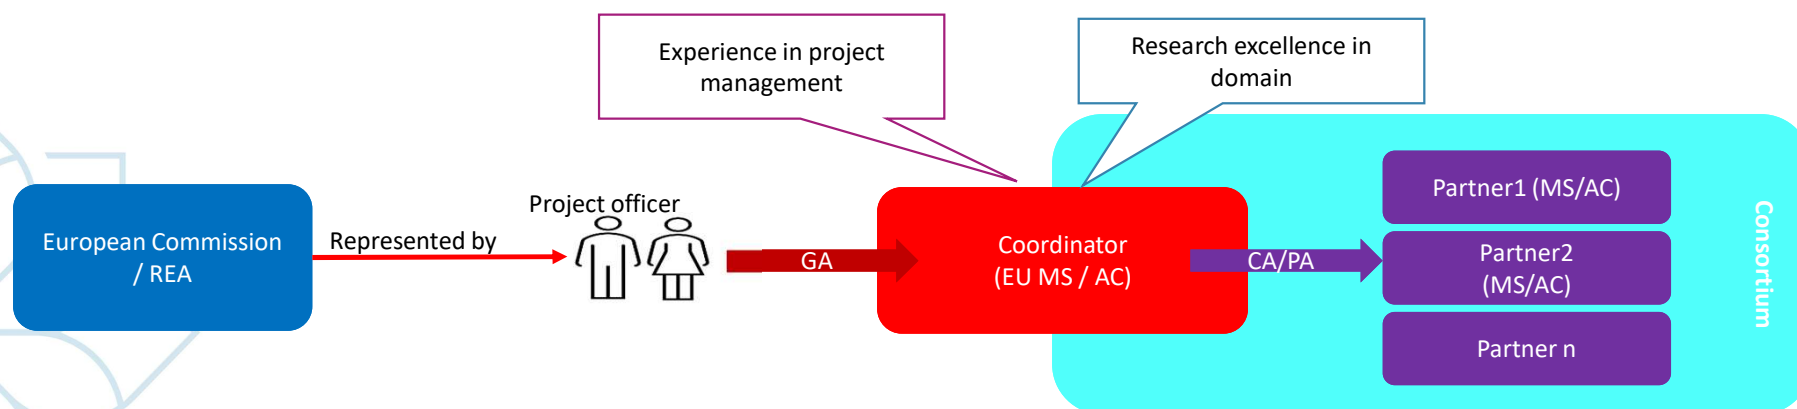 Experience in project
management
Research excellence in
domain
European Commission
/ REA
Represented by
Project officer
GA
Coordinator
(EU MS / AC)
CA/PA
Partner1 (MS/AC)
Partner2
(MS/AC)
Partner n
Consortium